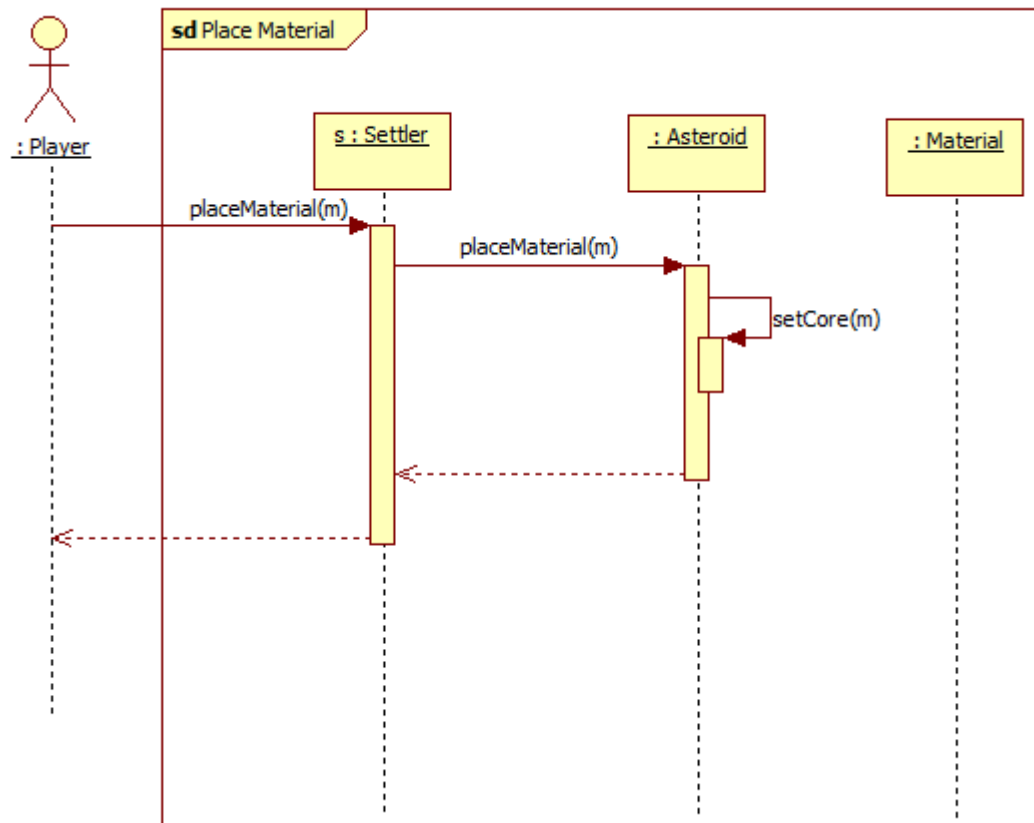 sd Place Material
: Player
s : Settler
: Asteroid
: Material
placeMaterial(m)
placeMaterial(m)
setCore(m)